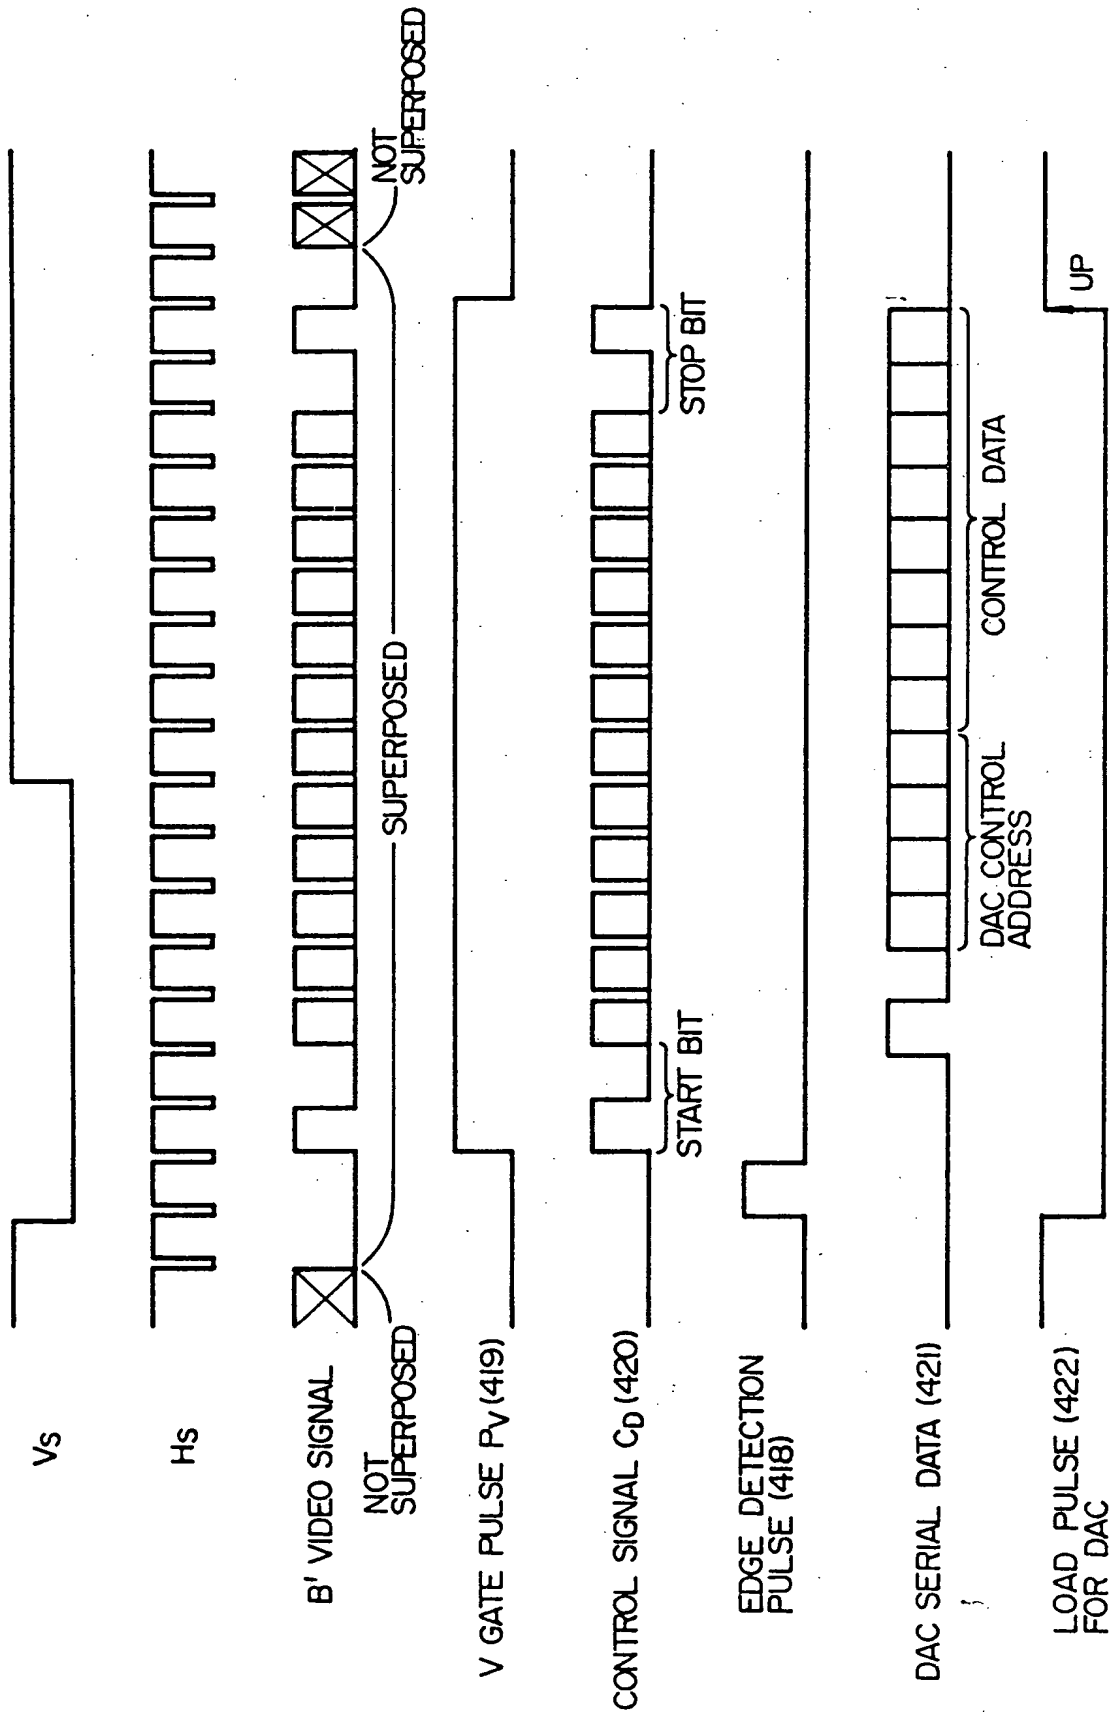 Vs
Hs
B' VIDEO SIGNAL
NOT
SUPERPOSED
SUPERPOSED
NOT
SUPERPOSED
V GATE PULSE PV (419)
CONTROL SIGNAL CD (420)
START BIT
STOP BIT
EDGE DETECTION
PULSE (418)
DAC SERIAL DATA (421)
DAC CONTROL
ADDRESS
CONTROL DATA
LOAD PULSE (422)
FOR DAC
UP